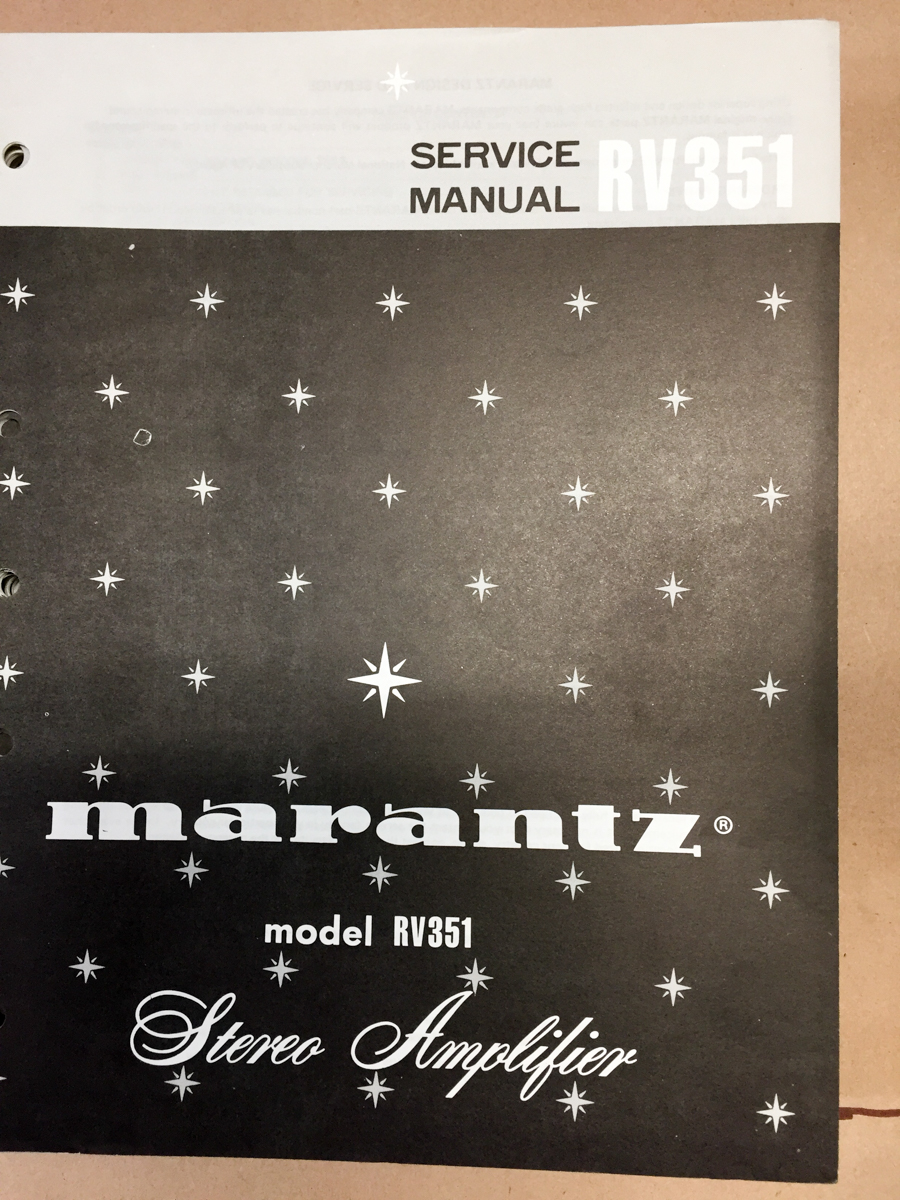 SERVICE
MANUAL RV351
marantz®
model RV351
Stereo Amplifier